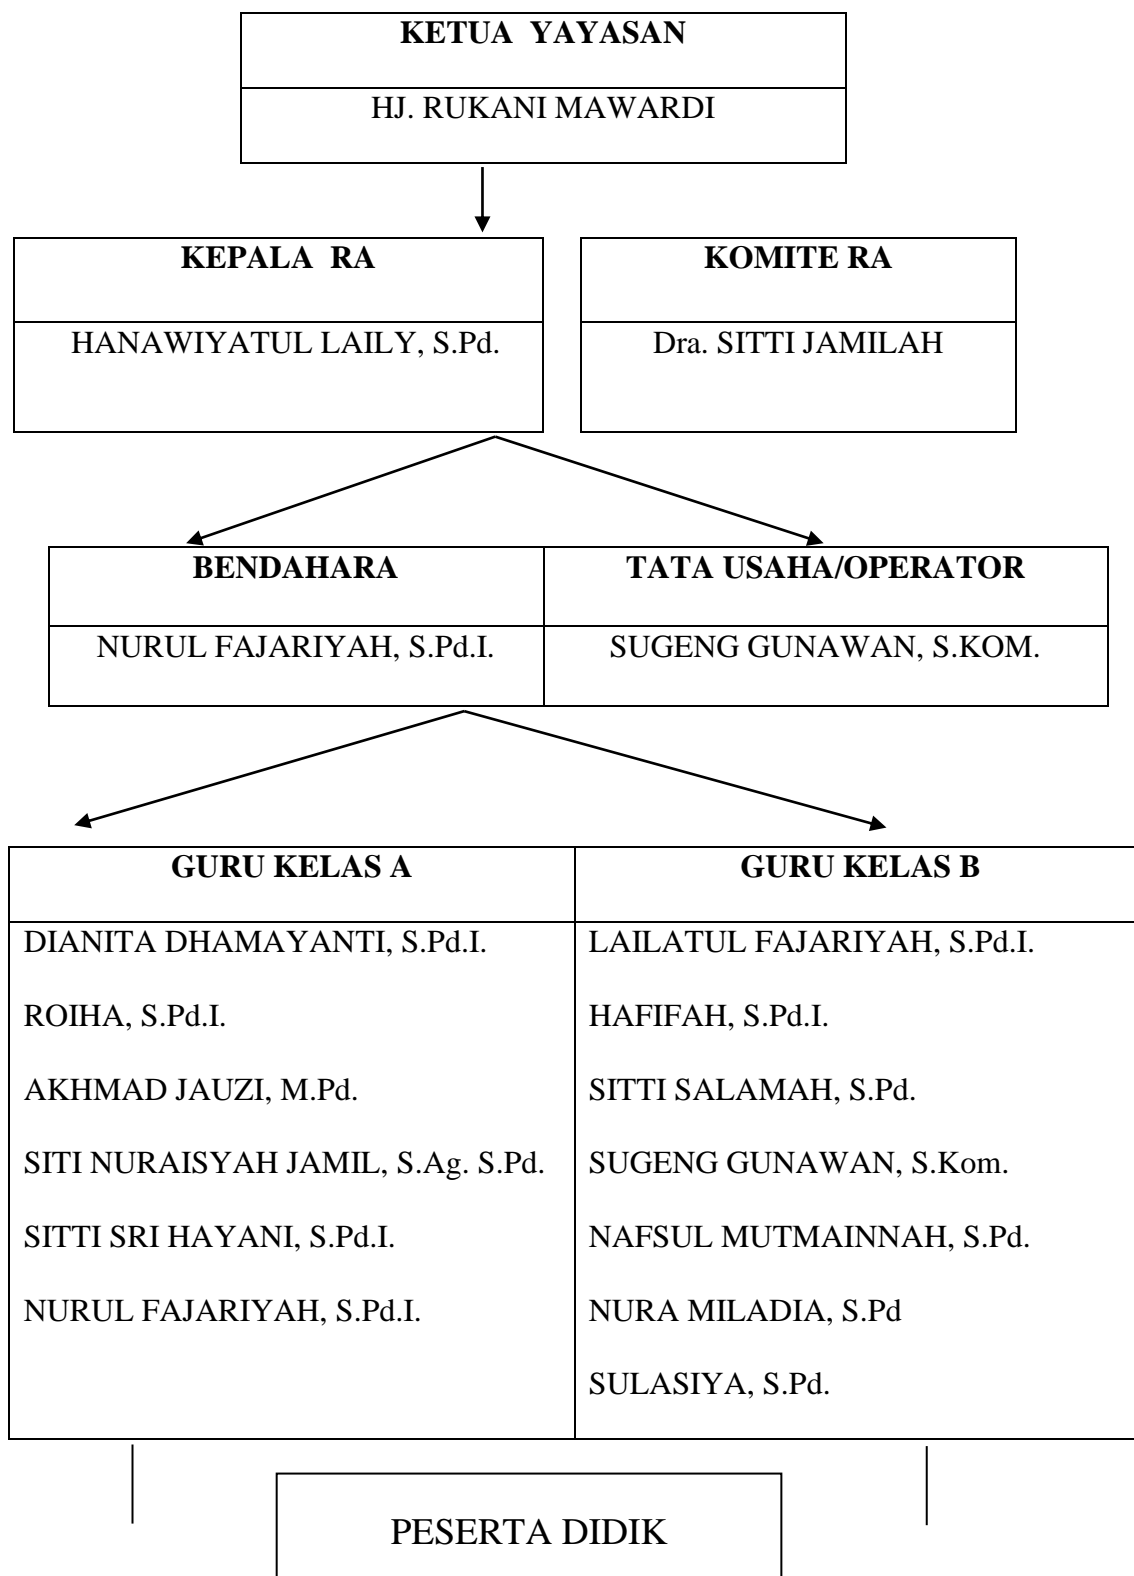 KETUA YAYASAN
HJ. RUKANI MAWARDI
KEPALA RA
HANAWIYATUL LAILY, S.Pd.
KOMITE RA
Dra. SITTI JAMILAH
BENDAHARA
NURUL FAJARIYAH, S.Pd.I.
TATA USAHA/OPERATOR
SUGENG GUNAWAN, S.KOM.
GURU KELAS A
DIANITA DHAMAYANTI, S.Pd.I.
ROIHA, S.Pd.I.
AKHMAD JAUZI, M.Pd.
SITI NURAISYAH JAMIL, S.Ag. S.Pd.
SITTI SRI HAYANI, S.Pd.I.
NURUL FAJARIYAH, S.Pd.I.
GURU KELAS B
LAILATUL FAJARIYAH, S.Pd.I.
HAFIFAH, S.Pd.I.
SITTI SALAMAH, S.Pd.
SUGENG GUNAWAN, S.Kom.
NAFSUL MUTMAINNAH, S.Pd.
NURA MILADIA, S.Pd
SULASIYA, S.Pd.
PESERTA DIDIK